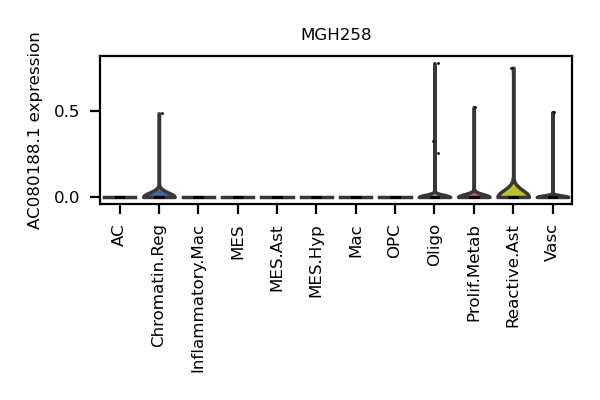 MGH258
AC080188.1 expression
0.5
0.0
AC
Chromatin.Reg
Inflammatory.Mac
MES
MES.Ast
MES.Hyp
Mac
OPC
Oligo
Prolif.Metab
Reactive.Ast
Vasc